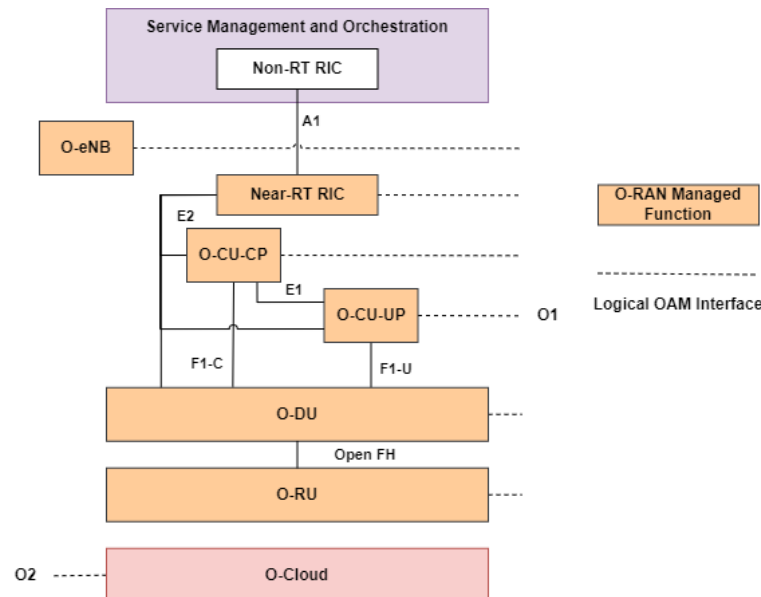 Service Management and Orchestration
Non-RT RIC
A1
O-eNB
Near-RT RIC
O-RAN Managed
Function
E2
O-CU-CP
E1
Logical OAM Interface
O-CU-UP
O1
F1-C
F1-U
O-DU
Open FH
O-RU
O2
O-Cloud